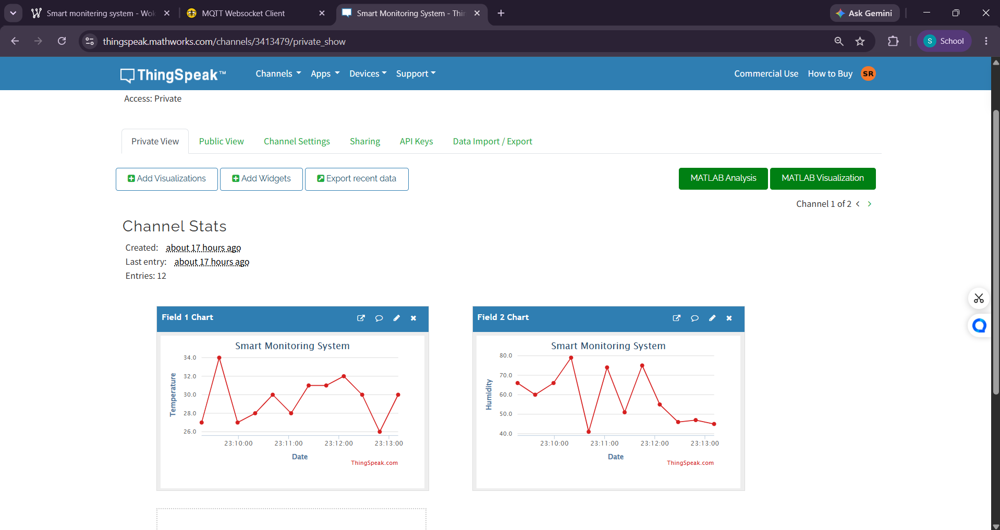 Smart monitering system - Wok
MQTT Websocket Client
Smart Monitoring System - Thin
Ask Gemini
thingspeak.mathworks.com/channels/3413479/private_show
S School
ThingSpeak™ Channels Apps Devices Support Commercial Use How to Buy SR
Access: Private
Private View Public View Channel Settings Sharing API Keys Data Import / Export
Add Visualizations Add Widgets Export recent data MATLAB Analysis MATLAB Visualization
Channel 1 of 2 < >
Channel Stats
Created: about 17 hours ago
Last entry: about 17 hours ago
Entries: 12
Field 1 Chart
Smart Monitoring System
Temperature
34.0
32.0
30.0
28.0
26.0
23:10:00 23:11:00 23:12:00 23:13:00
Date
ThingSpeak.com
Field 2 Chart
Smart Monitoring System
Humidity
80.0
70.0
60.0
50.0
40.0
23:10:00 23:11:00 23:12:00 23:13:00
Date
ThingSpeak.com